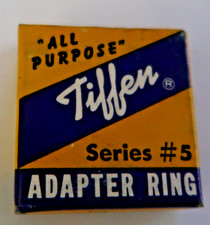 "ALL
PURPOSE"
Tiffen®
Series #5
ADAPTER RING